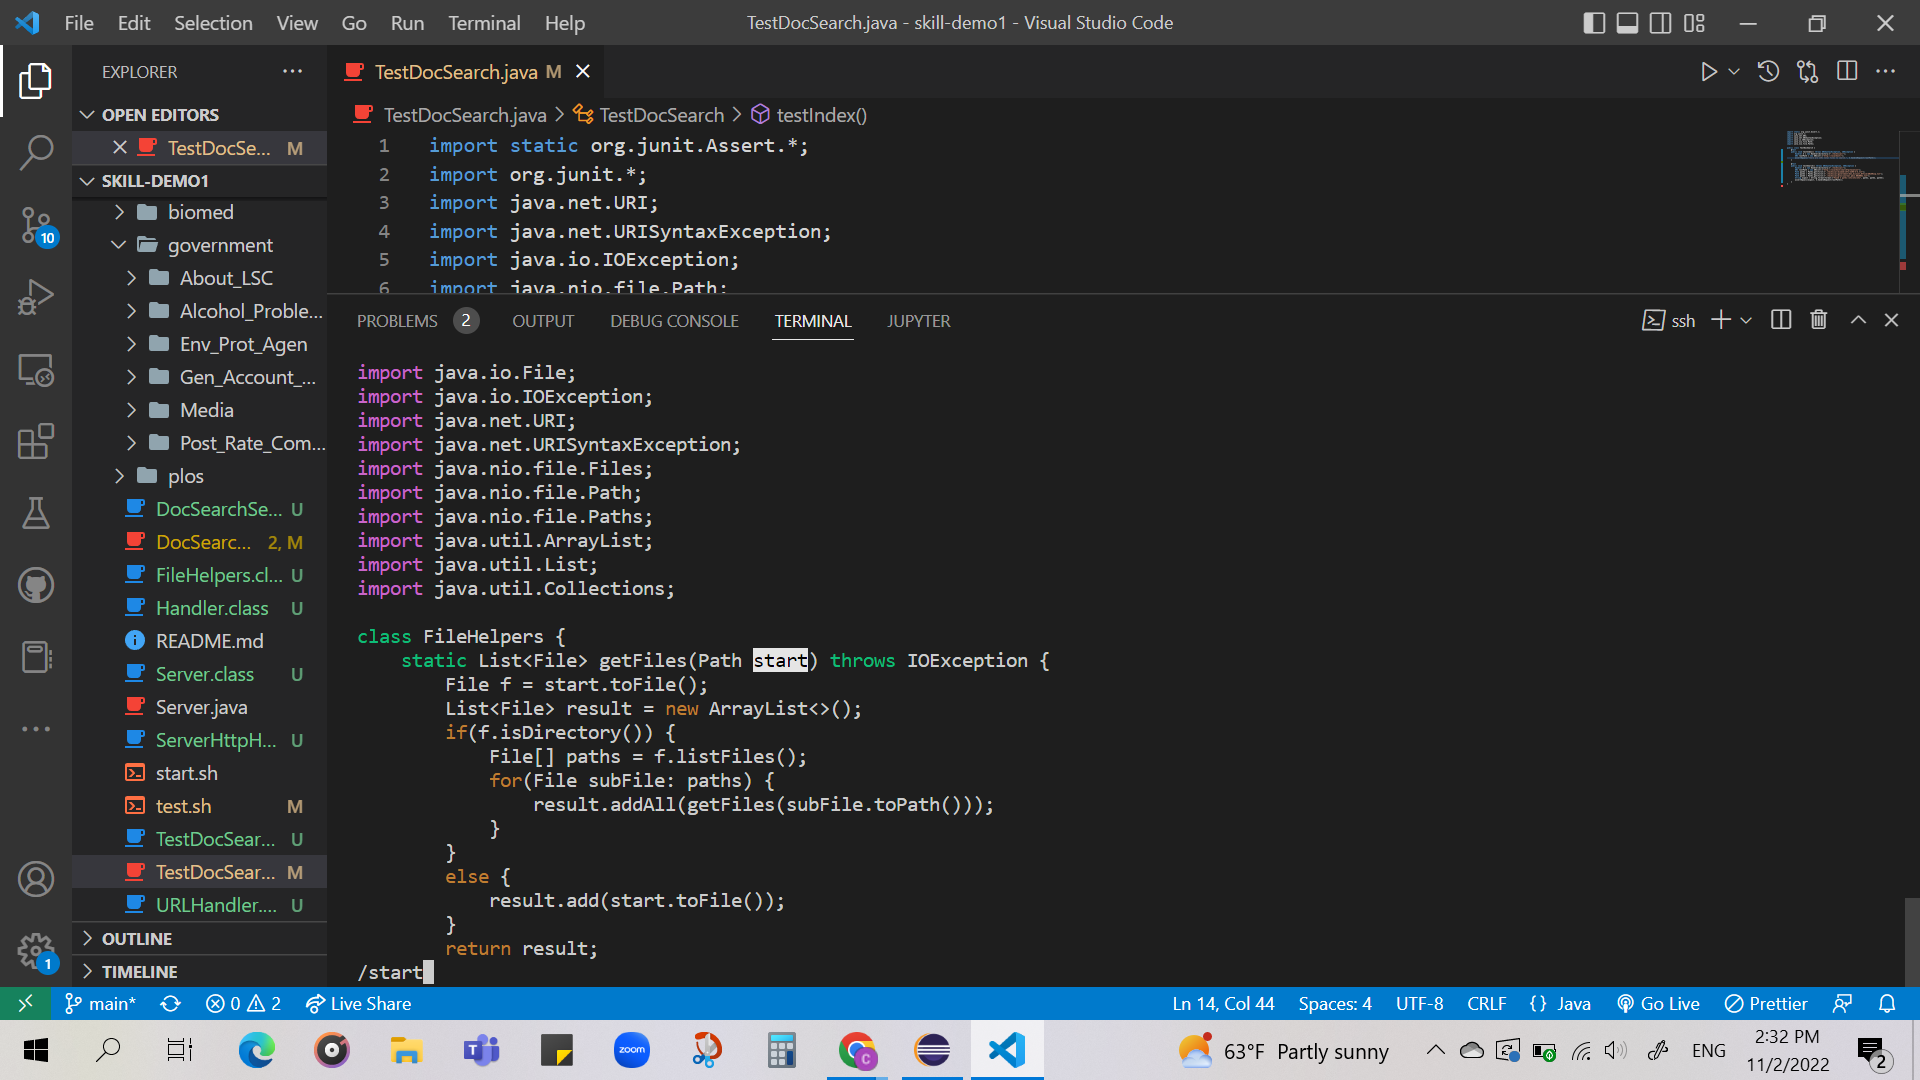 File Edit Selection View Go Run Terminal Help
TestDocSearch.java - skill-demo1 - Visual Studio Code
EXPLORER
OPEN EDITORS
TestDocSe... M
SKILL-DEMO1
biomed
government
About_LSC
Alcohol_Proble...
Env_Prot_Agen
Gen_Account_...
Media
Post_Rate_Com...
plos
DocSearchSe... U
DocSearc... 2, M
FileHelpers.cl... U
Handler.class U
README.md
Server.class U
Server.java
ServerHttpH... U
start.sh
test.sh M
TestDocSear... U
TestDocSear... M
URLHandler.... U
OUTLINE
TIMELINE
10
1
TestDocSearch.java M
TestDocSearch.java > TestDocSearch > testIndex()
1 import static org.junit.Assert.*;
2 import org.junit.*;
3 import java.net.URI;
4 import java.net.URISyntaxException;
5 import java.io.IOException;
6 import java.nio.file.Path;
PROBLEMS 2 OUTPUT DEBUG CONSOLE TERMINAL JUPYTER
ssh
import java.io.File;
import java.io.IOException;
import java.net.URI;
import java.net.URISyntaxException;
import java.nio.file.Files;
import java.nio.file.Path;
import java.nio.file.Paths;
import java.util.ArrayList;
import java.util.List;
import java.util.Collections;
class FileHelpers {
static List<File> getFiles(Path start) throws IOException {
File f = start.toFile();
List<File> result = new ArrayList<>();
if(f.isDirectory()) {
File[] paths = f.listFiles();
for(File subFile: paths) {
result.addAll(getFiles(subFile.toPath()));
}
}
else {
result.add(start.toFile());
}
return result;
/start
main* 0 2 Live Share
Ln 14, Col 44 Spaces: 4 UTF-8 CRLF {} Java Go Live Prettier
zoom
C
63°F Partly sunny
ENG
2:32 PM
11/2/2022
2